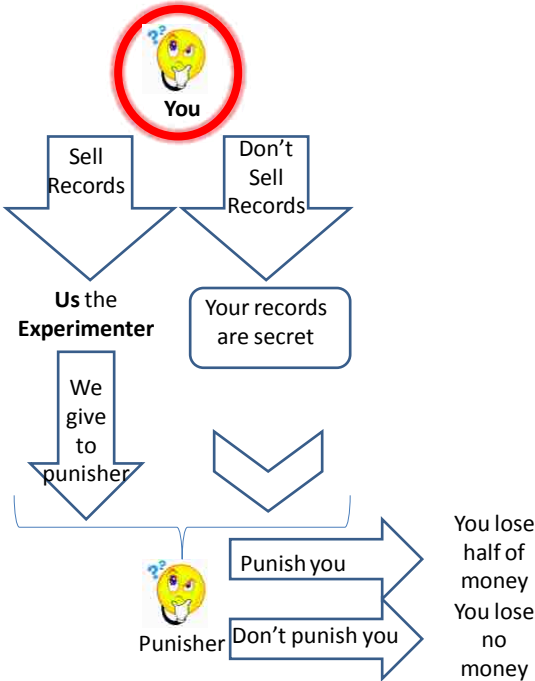 ??
You
Sell
Records
Don't
Sell
Records
Us the
Experimenter
Your records
are secret
We
give
to
punisher
??
Punisher
Punish you
Don't punish you
You lose
half of
money
You lose
no
money